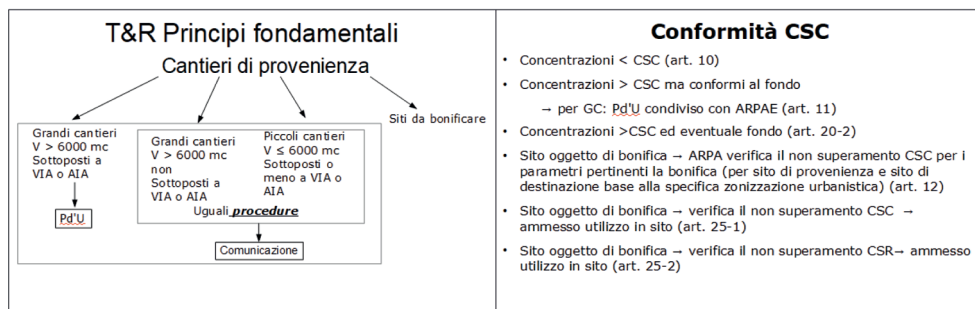 T&R Principi fondamentali
Cantieri di provenienza
Siti da bonificare
Grandi cantieri
V > 6000 mc
Sottoposti a
VIA o AIA
Pd'U
Grandi cantieri
V > 6000 mc
non
Sottoposti a
VIA o AIA)
Piccoli cantieri
V ≤ 6000 mc
Sottoposti o
meno a VIA o
AIA
Uguali procedure
Comunicazione
Conformità CSC
• Concentrazioni < CSC (art. 10)
• Concentrazioni > CSC ma conformi al fondo
→ per GC: Pd'U condiviso con ARPAE (art. 11)
• Concentrazioni >CSC ed eventuale fondo (art. 20-2)
• Sito oggetto di bonifica → ARPA verifica il non superamento CSC per i
parametri pertinenti la bonifica (per sito di provenienza e sito di
destinazione base alla specifica zonizzazione urbanistica) (art. 12)
• Sito oggetto di bonifica → verifica il non superamento CSC →
ammesso utilizzo in sito (art. 25-1)
• Sito oggetto di bonifica → verifica il non superamento CSR→ ammesso
utilizzo in sito (art. 25-2)